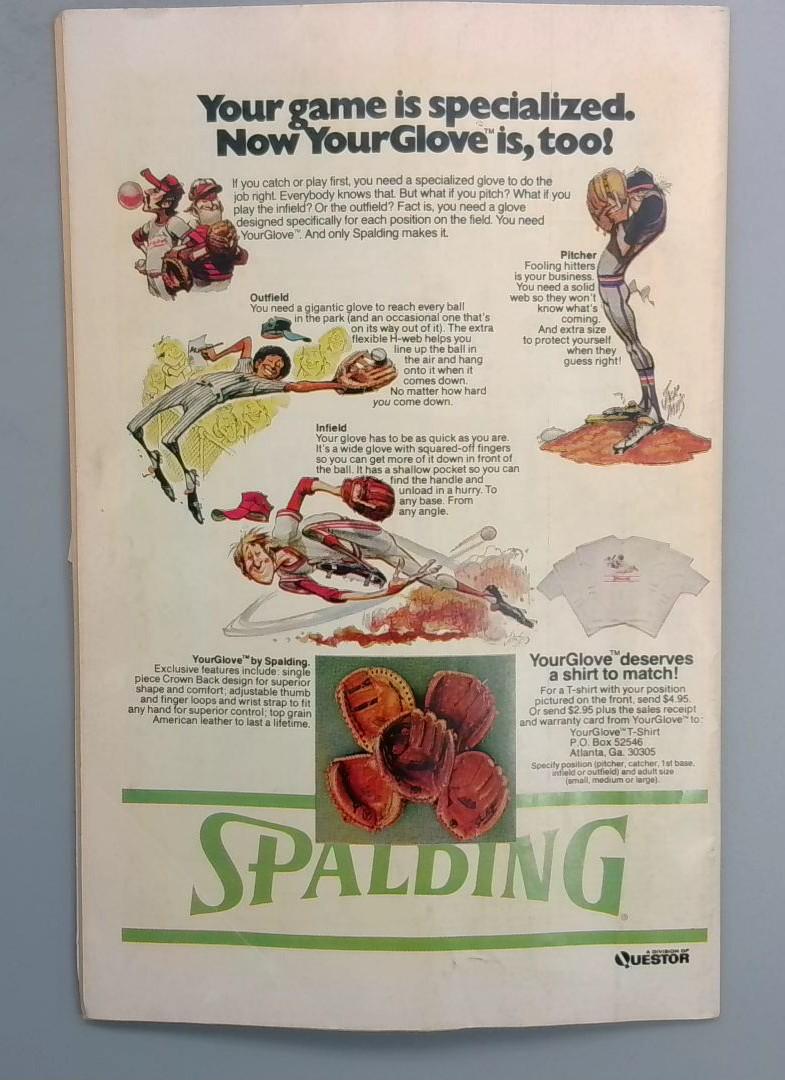 Your game is specialized.
Now YourGlove™ is, too!
If you catch or play first, you need a specialized glove to do the
job right. Everybody knows that. But what if you pitch? What if you
play the infield? Or the outfield? Fact is, you need a glove
designed specifically for each position on the field. You need
YourGlove™. And only Spalding makes it.
Pitcher
Fooling hitters
is your business.
You need a solid
web so they won't
know what's
coming.
And extra size
to protect yourself
when they
guess right!
Outfield
You need a gigantic glove to reach every ball
in the park (and an occasional one that's
on its way out of it). The extra
flexible H-web helps you
line up the ball in
the air and hang
onto it when it
comes down.
No matter how hard
you come down.
Infield
Your glove has to be as quick as you are.
It's a wide glove with squared-off fingers
so you can get more of it down in front of
the ball. It has a shallow pocket so you can
find the handle and
unload in a hurry. To
any base. From
any angle.
YourGlove™ by Spalding.
Exclusive features include: single
piece Crown Back design for superior
shape and comfort; adjustable thumb
and finger loops and wrist strap to fit
any hand for superior control; top grain
American leather to last a lifetime.
YourGlove™ deserves
a shirt to match!
For a T-shirt with your position
pictured on the front, send $4.95.
Or send $2.95 plus the sales receipt
and warranty card from YourGlove™ to:
YourGlove™ T-Shirt
P.O. Box 52546
Atlanta, Ga. 30305
Specify position (pitcher, catcher, 1st base,
infield or outfield) and adult size
(small, medium or large).
SPALDING®
A DIVISION OF
QUESTOR